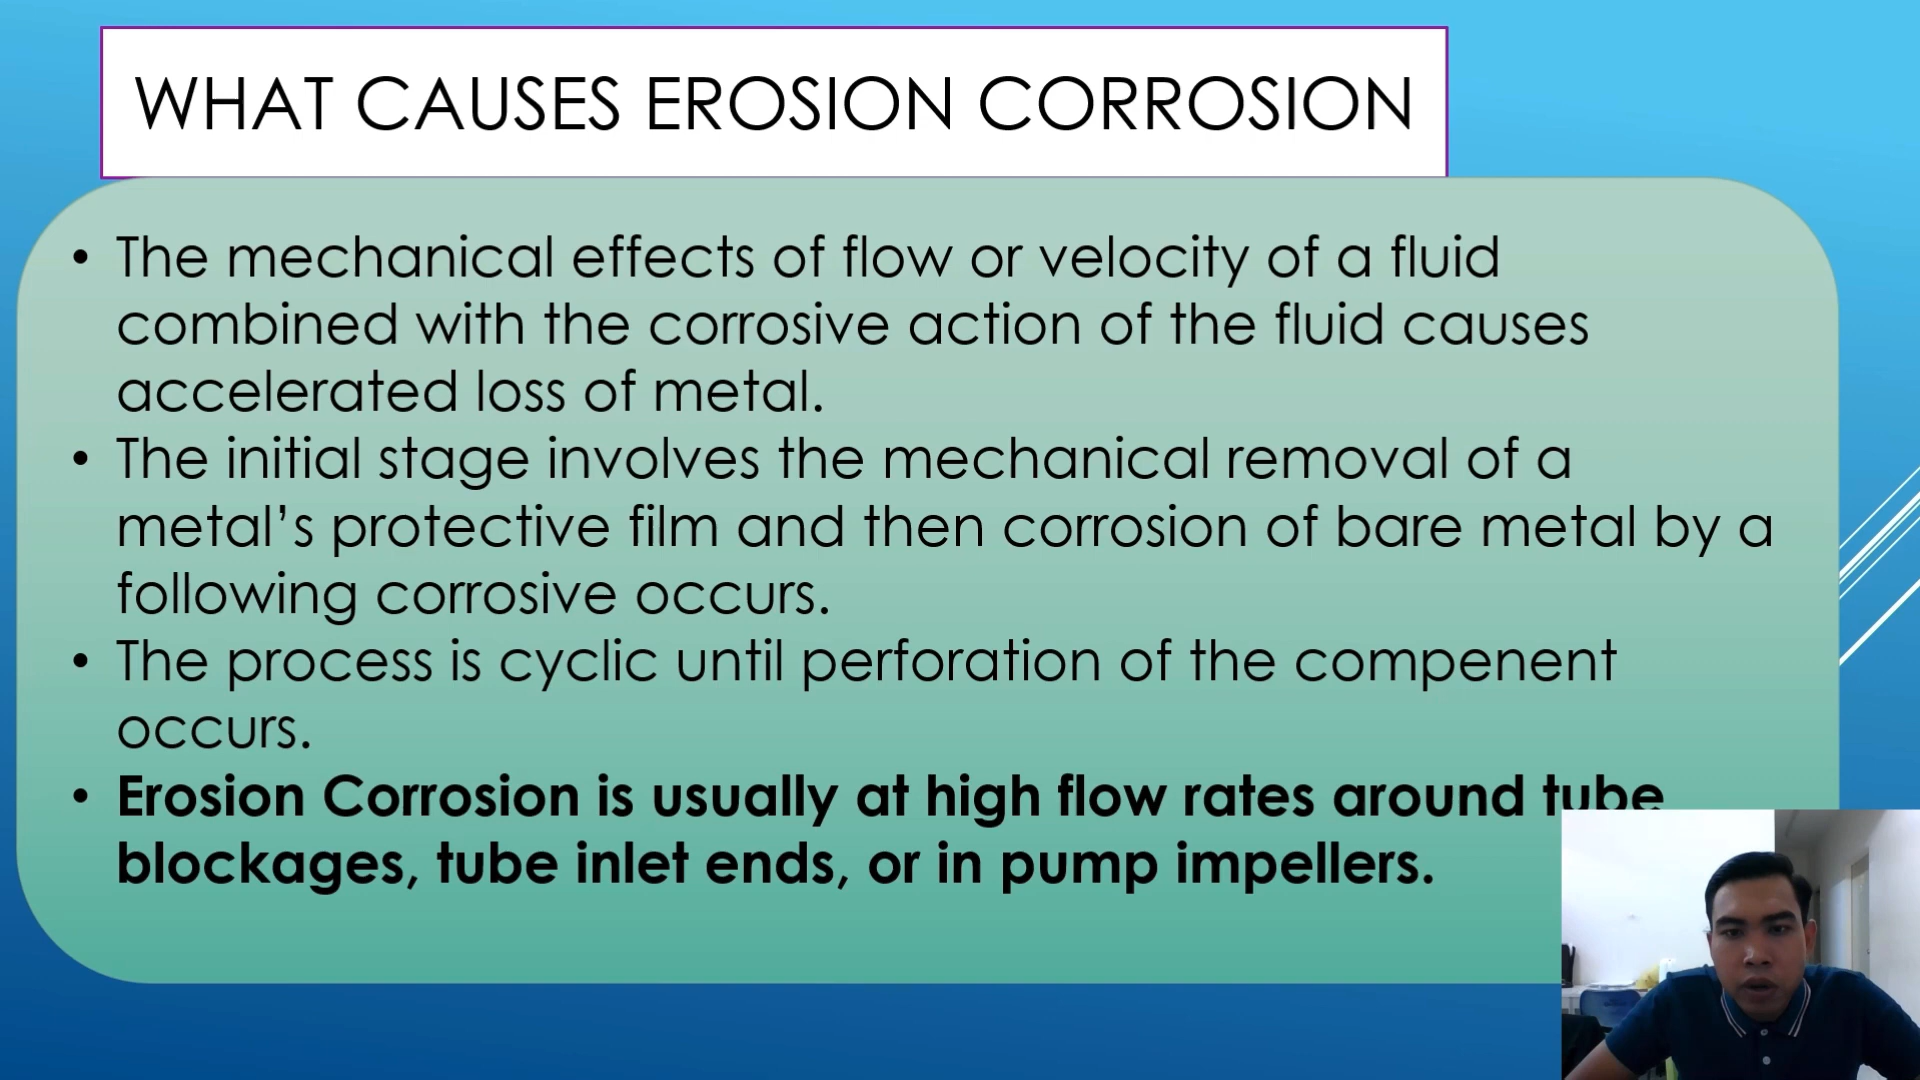 WHAT CAUSES EROSION CORROSION
• The mechanical effects of flow or velocity of a fluid
combined with the corrosive action of the fluid causes
accelerated loss of metal.
• The initial stage involves the mechanical removal of a
metal’s protective film and then corrosion of bare metal by a
following corrosive occurs.
• The process is cyclic until perforation of the compenent
occurs.
• Erosion Corrosion is usually at high flow rates around tube
blockages, tube inlet ends, or in pump impellers.